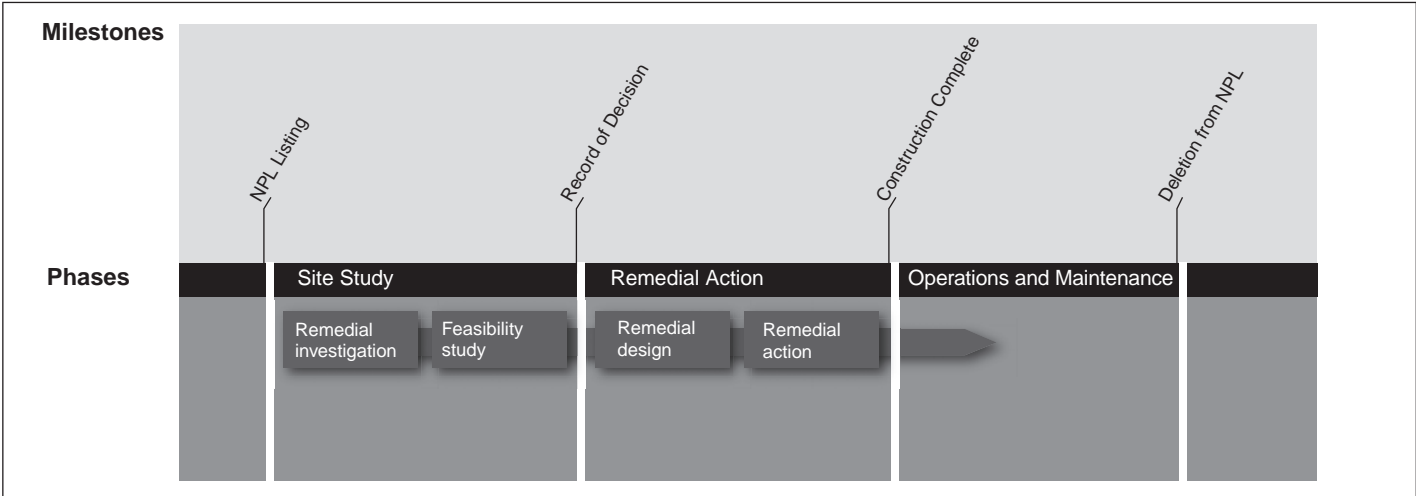 Milestones
NPL Listing
Record of Decision
Construction Complete
Deletion from NPL
Phases
Site Study
Remedial Action
Operations and Maintenance
Remedial
investigation
Feasibility
study
Remedial
design
Remedial
action